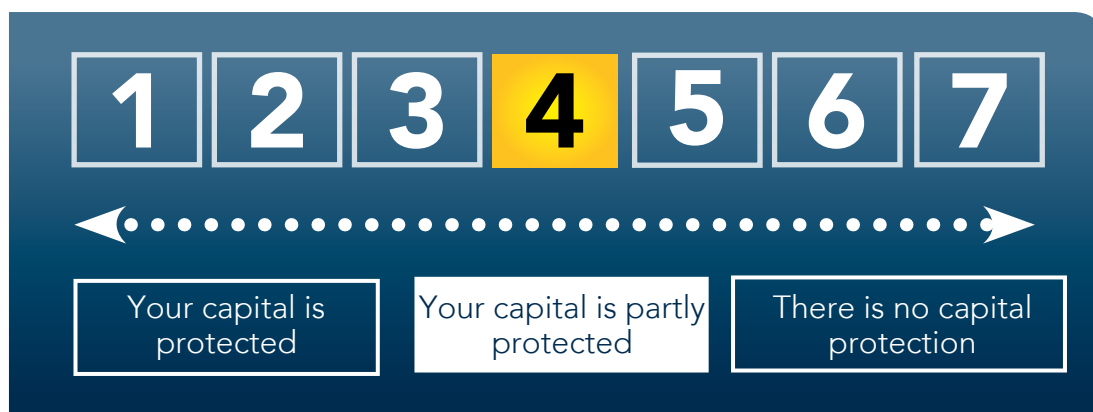 1 2 3 4 5 6 7
Your capital is
protected
Your capital is partly
protected
There is no capital
protection